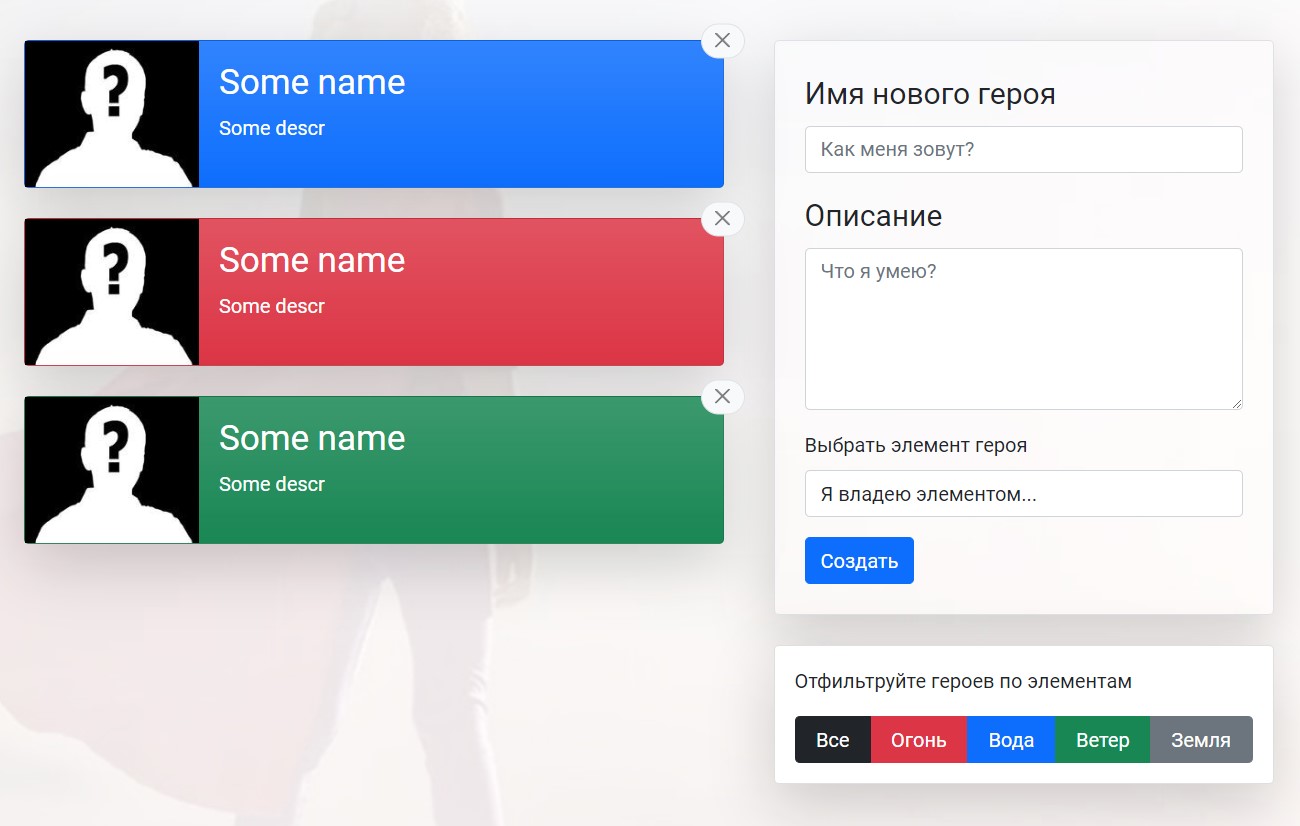 Some name
Some descr
Some name
Some descr
Some name
Some descr
Имя нового героя
Как меня зовут?
Описание
Что я умею?
Выбрать элемент героя
Я владею элементом...
Создать
Отфильтруйте героев по элементам
Все Огонь Вода Ветер Земля